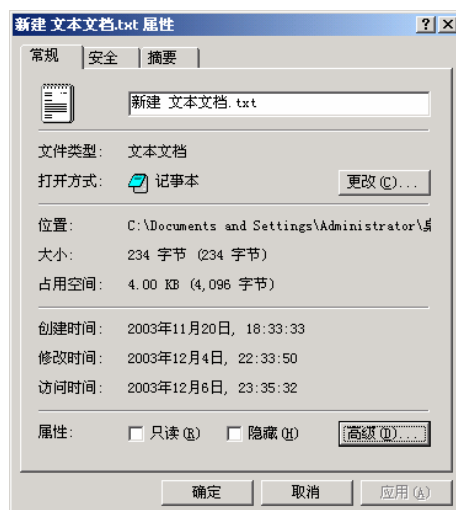 新建 文本文档.txt 属性
常规 安全 摘要
新建 文本文档.txt
文件类型: 文本文档
打开方式: 记事本 更改(C)...
位置: C:\Documents and Settings\Administrator\桌
大小: 234 字节 (234 字节)
占用空间: 4.00 KB (4,096 字节)
创建时间: 2003年11月20日, 18:33:33
修改时间: 2003年12月4日, 22:33:50
访问时间: 2003年12月6日, 23:35:32
属性: 只读(R) 隐藏(H) 高级(D)...
确定 取消 应用(A)